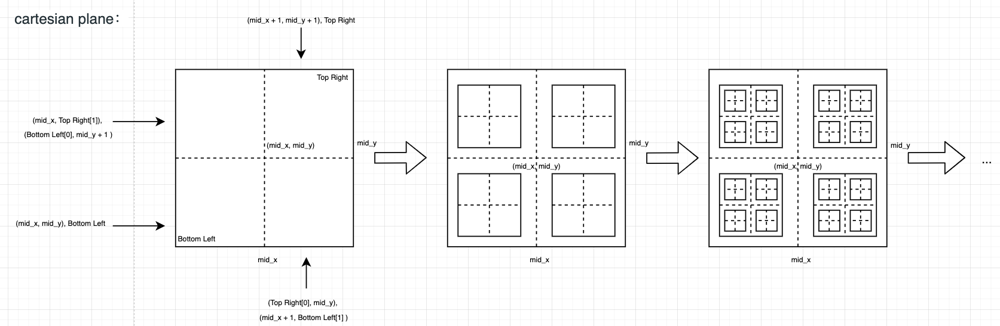 cartesian plane：
(mid_x + 1, mid_y + 1), Top Right
Top Right
(mid_x, Top Right[1]),
(Bottom Left[0], mid_y + 1 )
(mid_x, mid_y)
mid_y
(mid_x, mid_y), Bottom Left
Bottom Left
mid_x
(Top Right[0], mid_y),
(mid_x + 1, Bottom Left[1] )
(mid_x, mid_y)
mid_y
mid_x
(mid_x, mid_y)
mid_y
mid_x
...